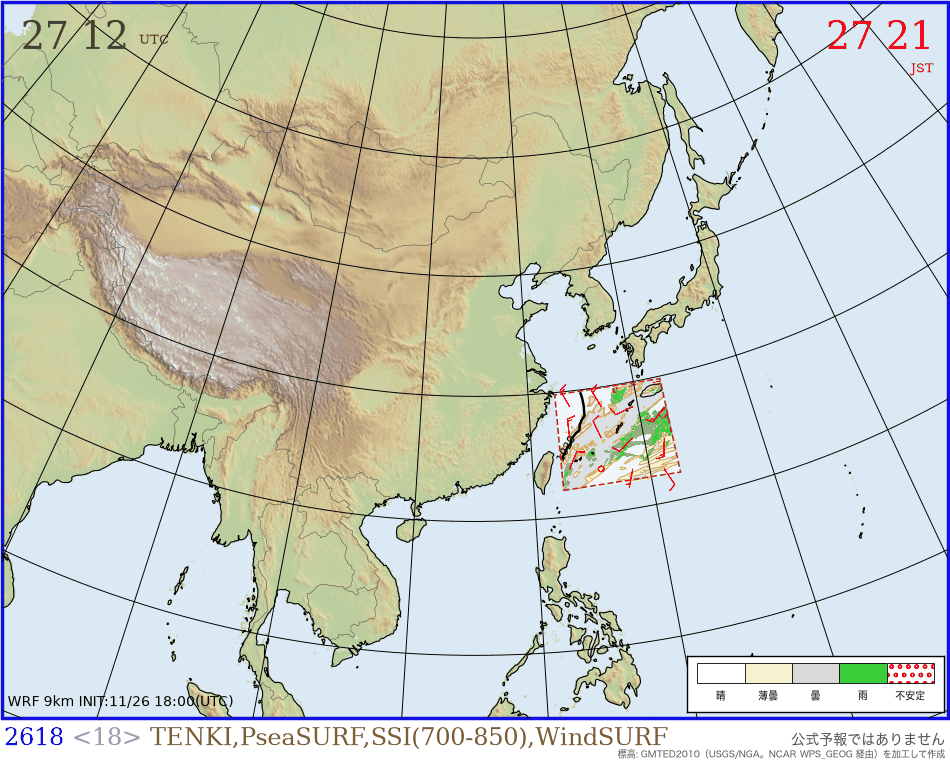 27 12 UTC
27 21
JST
晴 薄曇 曇 雨 不安定
WRF 9km INIT:11/26 18:00(UTC)
2618 <18> TENKI,PseaSURF,SSI(700-850),WindSURF
公式予報ではありません
標高: GMTED2010（USGS/NGA。NCAR WPS_GEOG 経由）を加工して作成